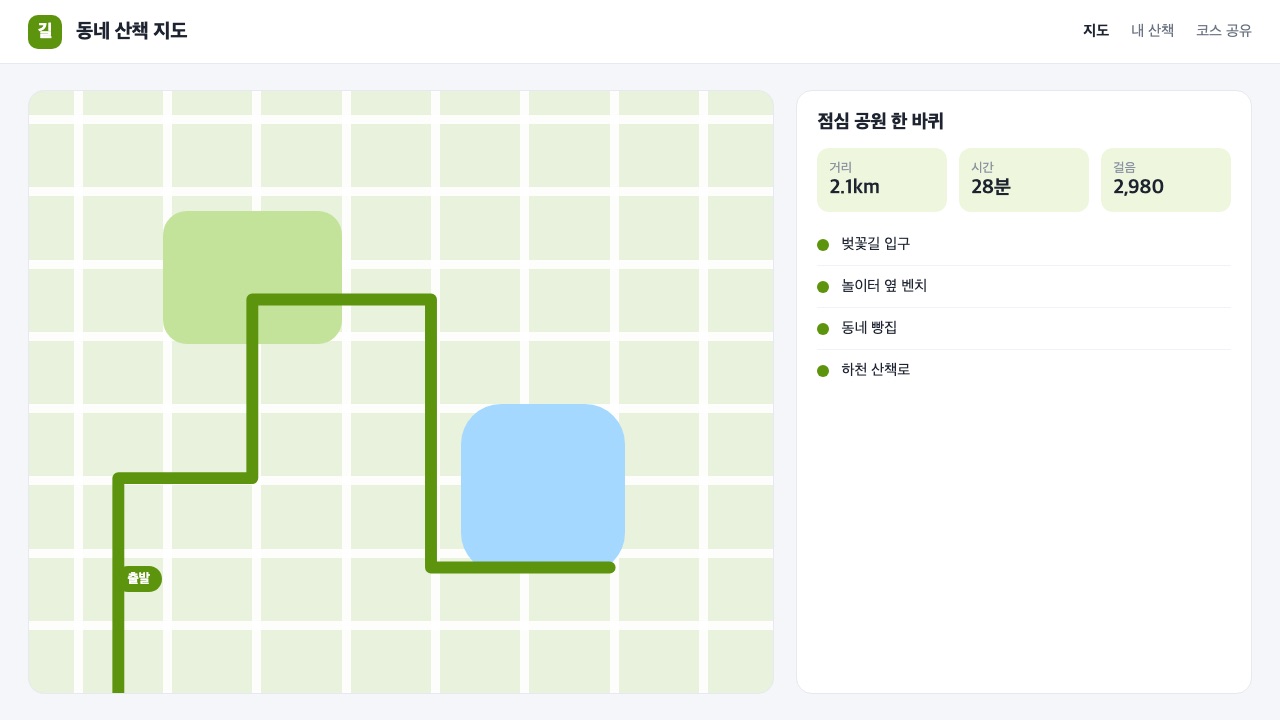 길 동네 산책 지도
지도 내 산책 코스 공유
출발
점심 공원 한 바퀴
거리
2.1km
시간
28분
걸음
2,980
벚꽃길 입구
놀이터 옆 벤치
동네 빵집
하천 산책로